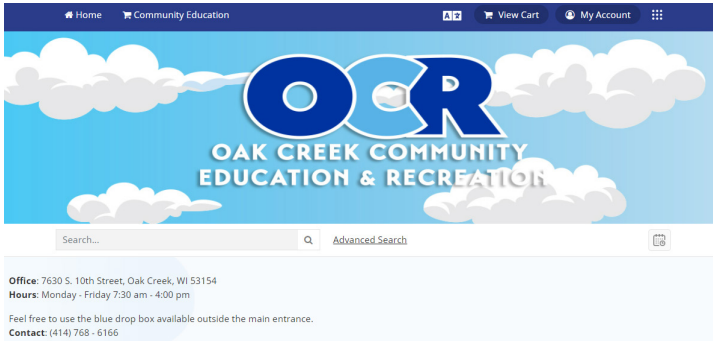 Home Community Education View Cart My Account
OCR
OAK CREEK COMMUNITY
EDUCATION & RECREATION
Search... Advanced Search
Office: 7630 S. 10th Street, Oak Creek, WI 53154
Hours: Monday - Friday 7:30 am - 4:00 pm
Feel free to use the blue drop box available outside the main entrance.
Contact: (414) 768 - 6166